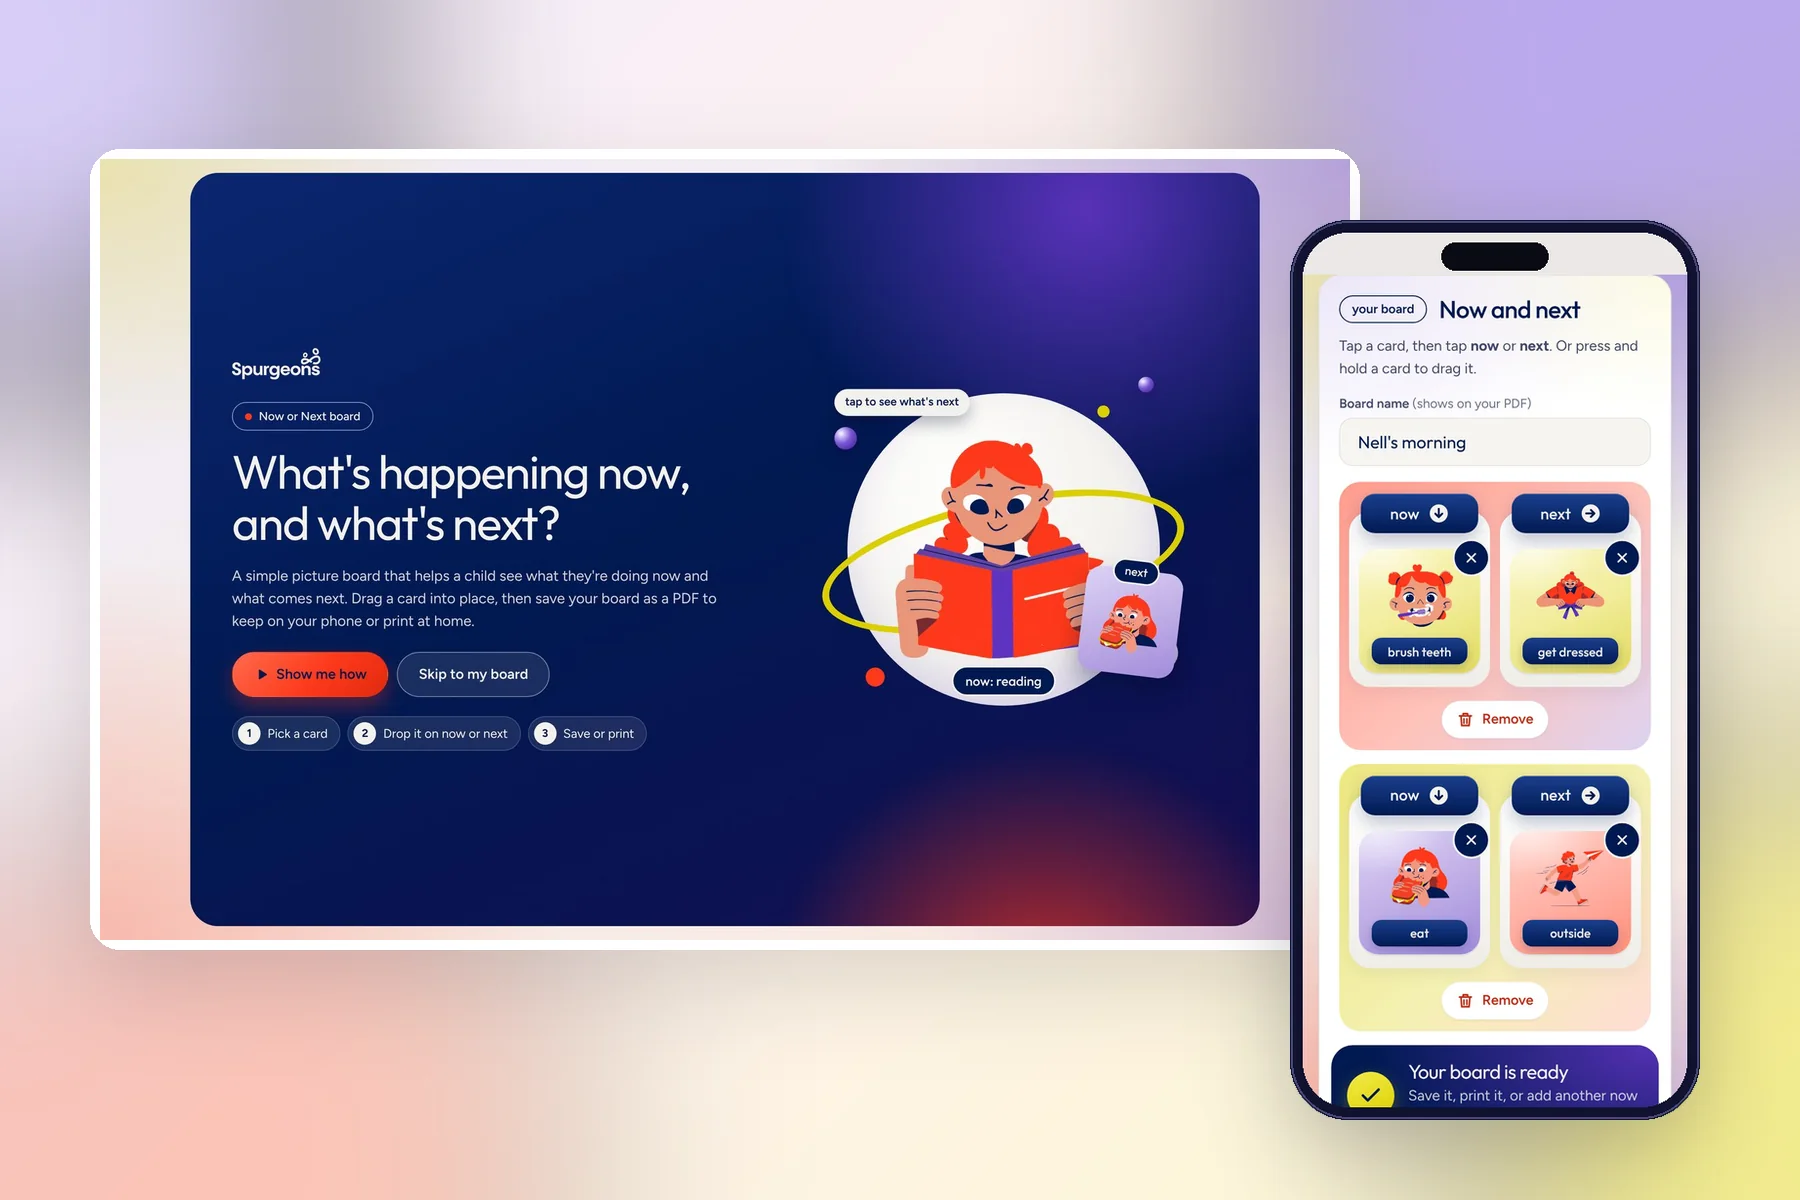 Spurgeons
Now or Next board
What's happening now,
and what's next?
A simple picture board that helps a child see what they're doing now and
what comes next. Drag a card into place, then save your board as a PDF to
keep on your phone or print at home.
Show me how
Skip to my board
1 Pick a card
2 Drop it on now or next
3 Save or print
tap to see what's next
next
now: reading
your board
Now and next
Tap a card, then tap now or next. Or press and
hold a card to drag it.
Board name (shows on your PDF)
Nell's morning
now
next
brush teeth
get dressed
Remove
now
next
eat
outside
Remove
Your board is ready
Save it, print it, or add another now